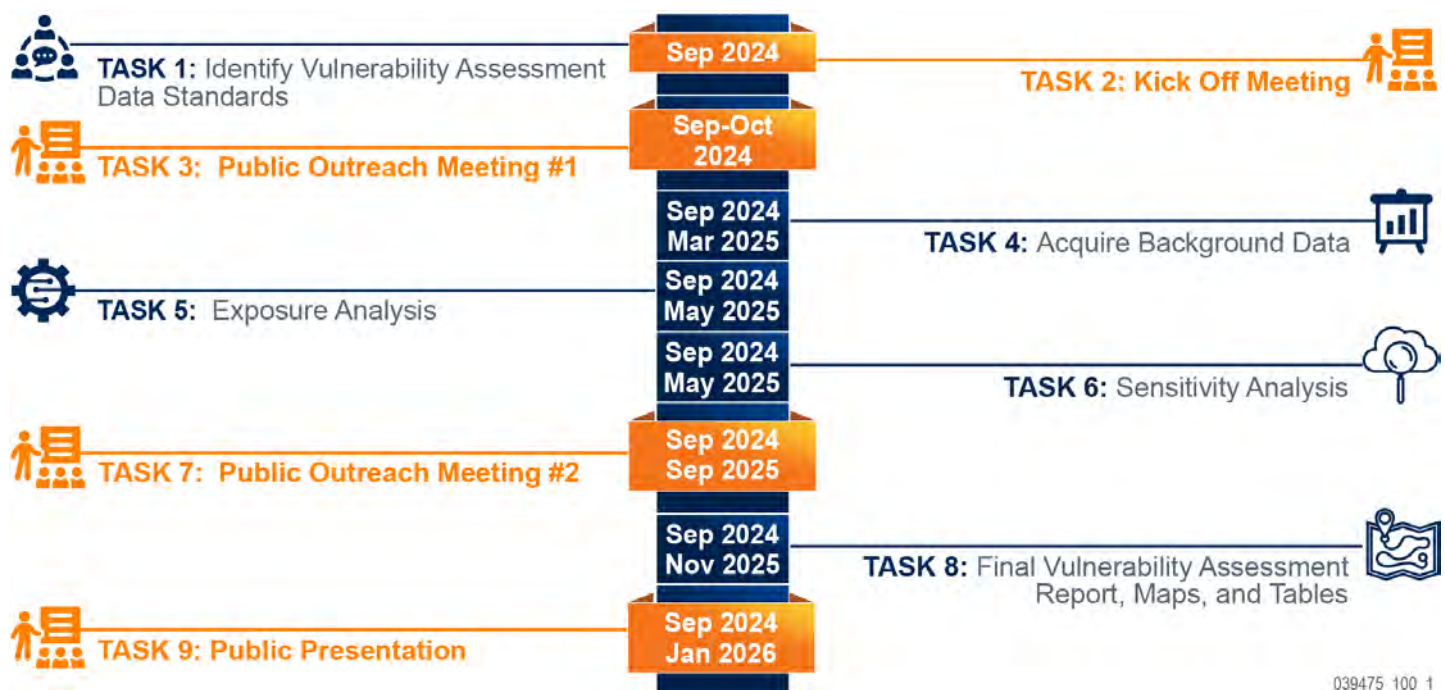 Sep 2024
TASK 1: Identify Vulnerability Assessment
Data Standards
TASK 2: Kick Off Meeting
Sep-Oct
2024
TASK 3: Public Outreach Meeting #1
Sep 2024
Mar 2025
TASK 4: Acquire Background Data
Sep 2024
May 2025
TASK 5: Exposure Analysis
Sep 2024
May 2025
TASK 6: Sensitivity Analysis
Sep 2024
Sep 2025
TASK 7: Public Outreach Meeting #2
Sep 2024
Nov 2025
TASK 8: Final Vulnerability Assessment
Report, Maps, and Tables
Sep 2024
Jan 2026
TASK 9: Public Presentation
039475_100_1